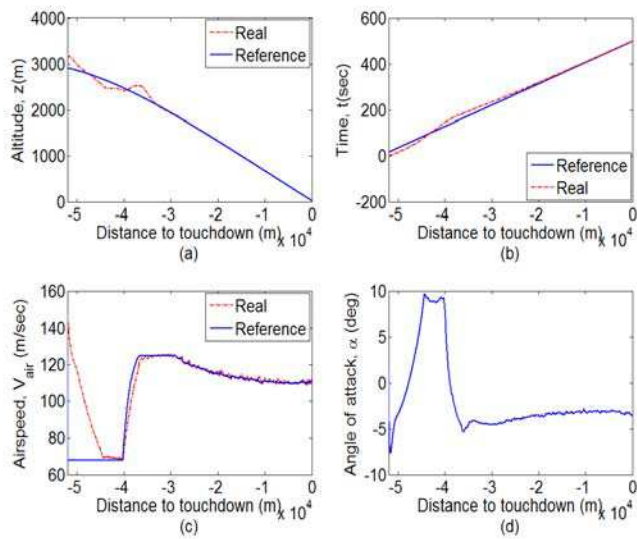 Real
Reference
Altitude, z(m)
4000
3000
2000
1000
0
-5 -4 -3 -2 -1 0
Distance to touchdown (m) x 10^4
(a)
Time, t(sec)
600
400
200
0
-200
Reference
Real
-5 -4 -3 -2 -1 0
Distance to touchdown (m) x 10^4
(b)
Airspeed, V_air (m/sec)
160
140
120
100
80
60
Real
Reference
-5 -4 -3 -2 -1 0
Distance to touchdown (m) x 10^4
(c)
Angle of attack, α (deg)
10
5
0
-5
-10
-5 -4 -3 -2 -1 0
Distance to touchdown (m) x 10^4
(d)